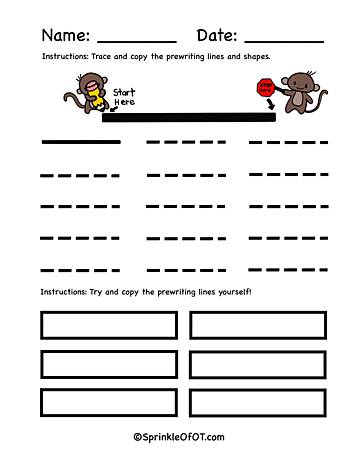 Name: ________ Date: ________
Instructions: Trace and copy the prewriting lines and shapes.
Start
Here
STOP
Here
Instructions: Try and copy the prewriting lines yourself!
©SprinkleOfOT.com